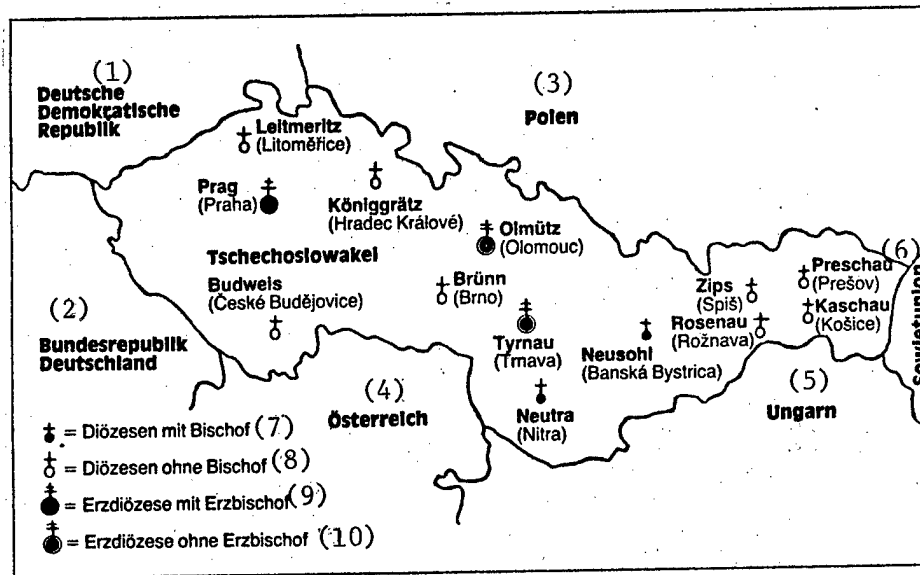 (1)
Deutsche
Demokratische
Republik
(3)
Polen
Leitmeritz
(Litoměřice)
Prag
(Praha)
Königgrätz
(Hradec Králové)
Olmütz
(Olomouc)
Tschechoslowakei
Budweis
(České Budějovice)
Brünn
(Brno)
(6)
Sowjetunion
Preschau
(Prešov)
Zips
(Spiš)
Kaschau
(Košice)
Rosenau
(Rožnava)
(2)
Bundesrepublik
Deutschland
Tyrnau
(Trnava)
Neusohl
(Banská Bystrica)
(4)
Österreich
Neutra
(Nitra)
(5)
Ungarn
= Diözesen mit Bischof (7)
= Diözesen ohne Bischof (8)
= Erzdiözese mit Erzbischof (9)
= Erzdiözese ohne Erzbischof (10)